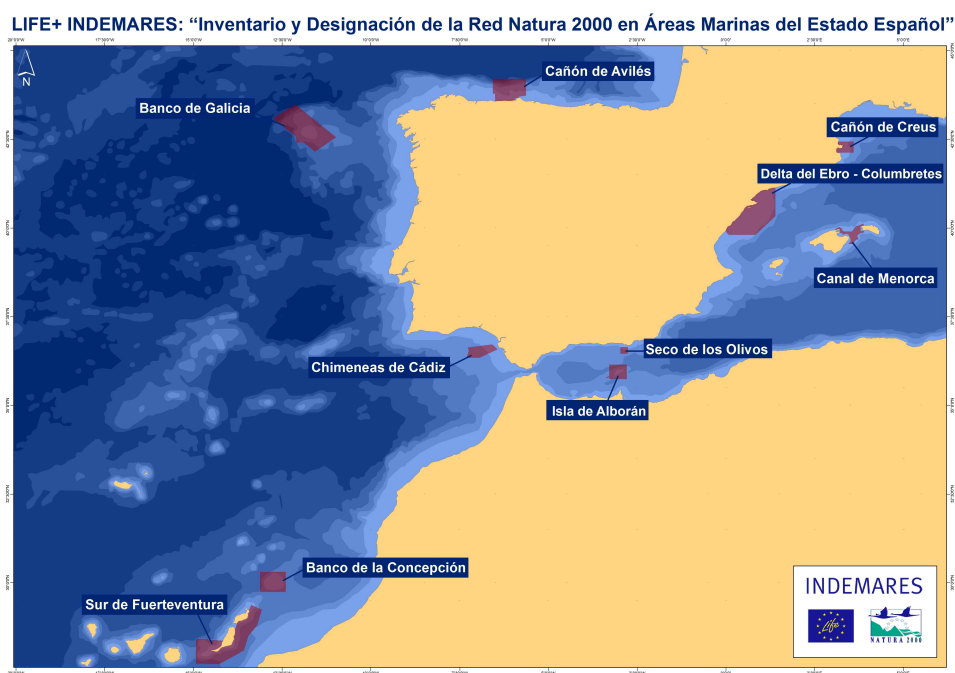 LIFE+ INDEMARES: “Inventario y Designación de la Red Natura 2000 en Áreas Marinas del Estado Español”
N
Cañón de Avilés
Banco de Galicia
Cañón de Creus
Delta del Ebro - Columbretes
Canal de Menorca
Seco de los Olivos
Chimeneas de Cádiz
Isla de Alborán
Banco de la Concepción
Sur de Fuerteventura
INDEMARES
Life
NATURA 2000